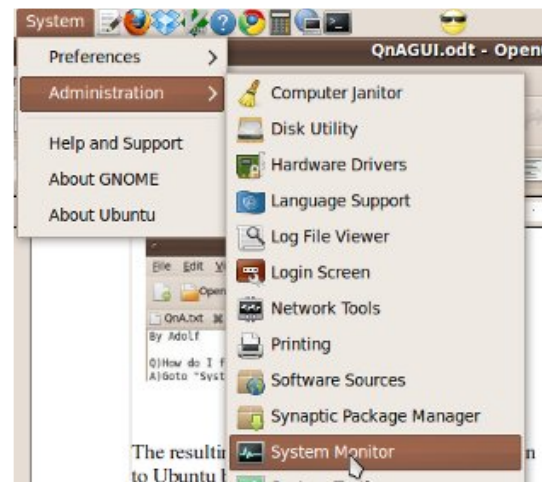 System
QnAGUI.odt - Open
Preferences
Administration
Help and Support
About GNOME
About Ubuntu
Computer Janitor
Disk Utility
Hardware Drivers
Language Support
Log File Viewer
Login Screen
Network Tools
Printing
Software Sources
Synaptic Package Manager
System Monitor
File Edit
Open
QnA.txt
By Adolf
Q)How do I f
A)Goto "Syst
The resultin
to Ubuntu